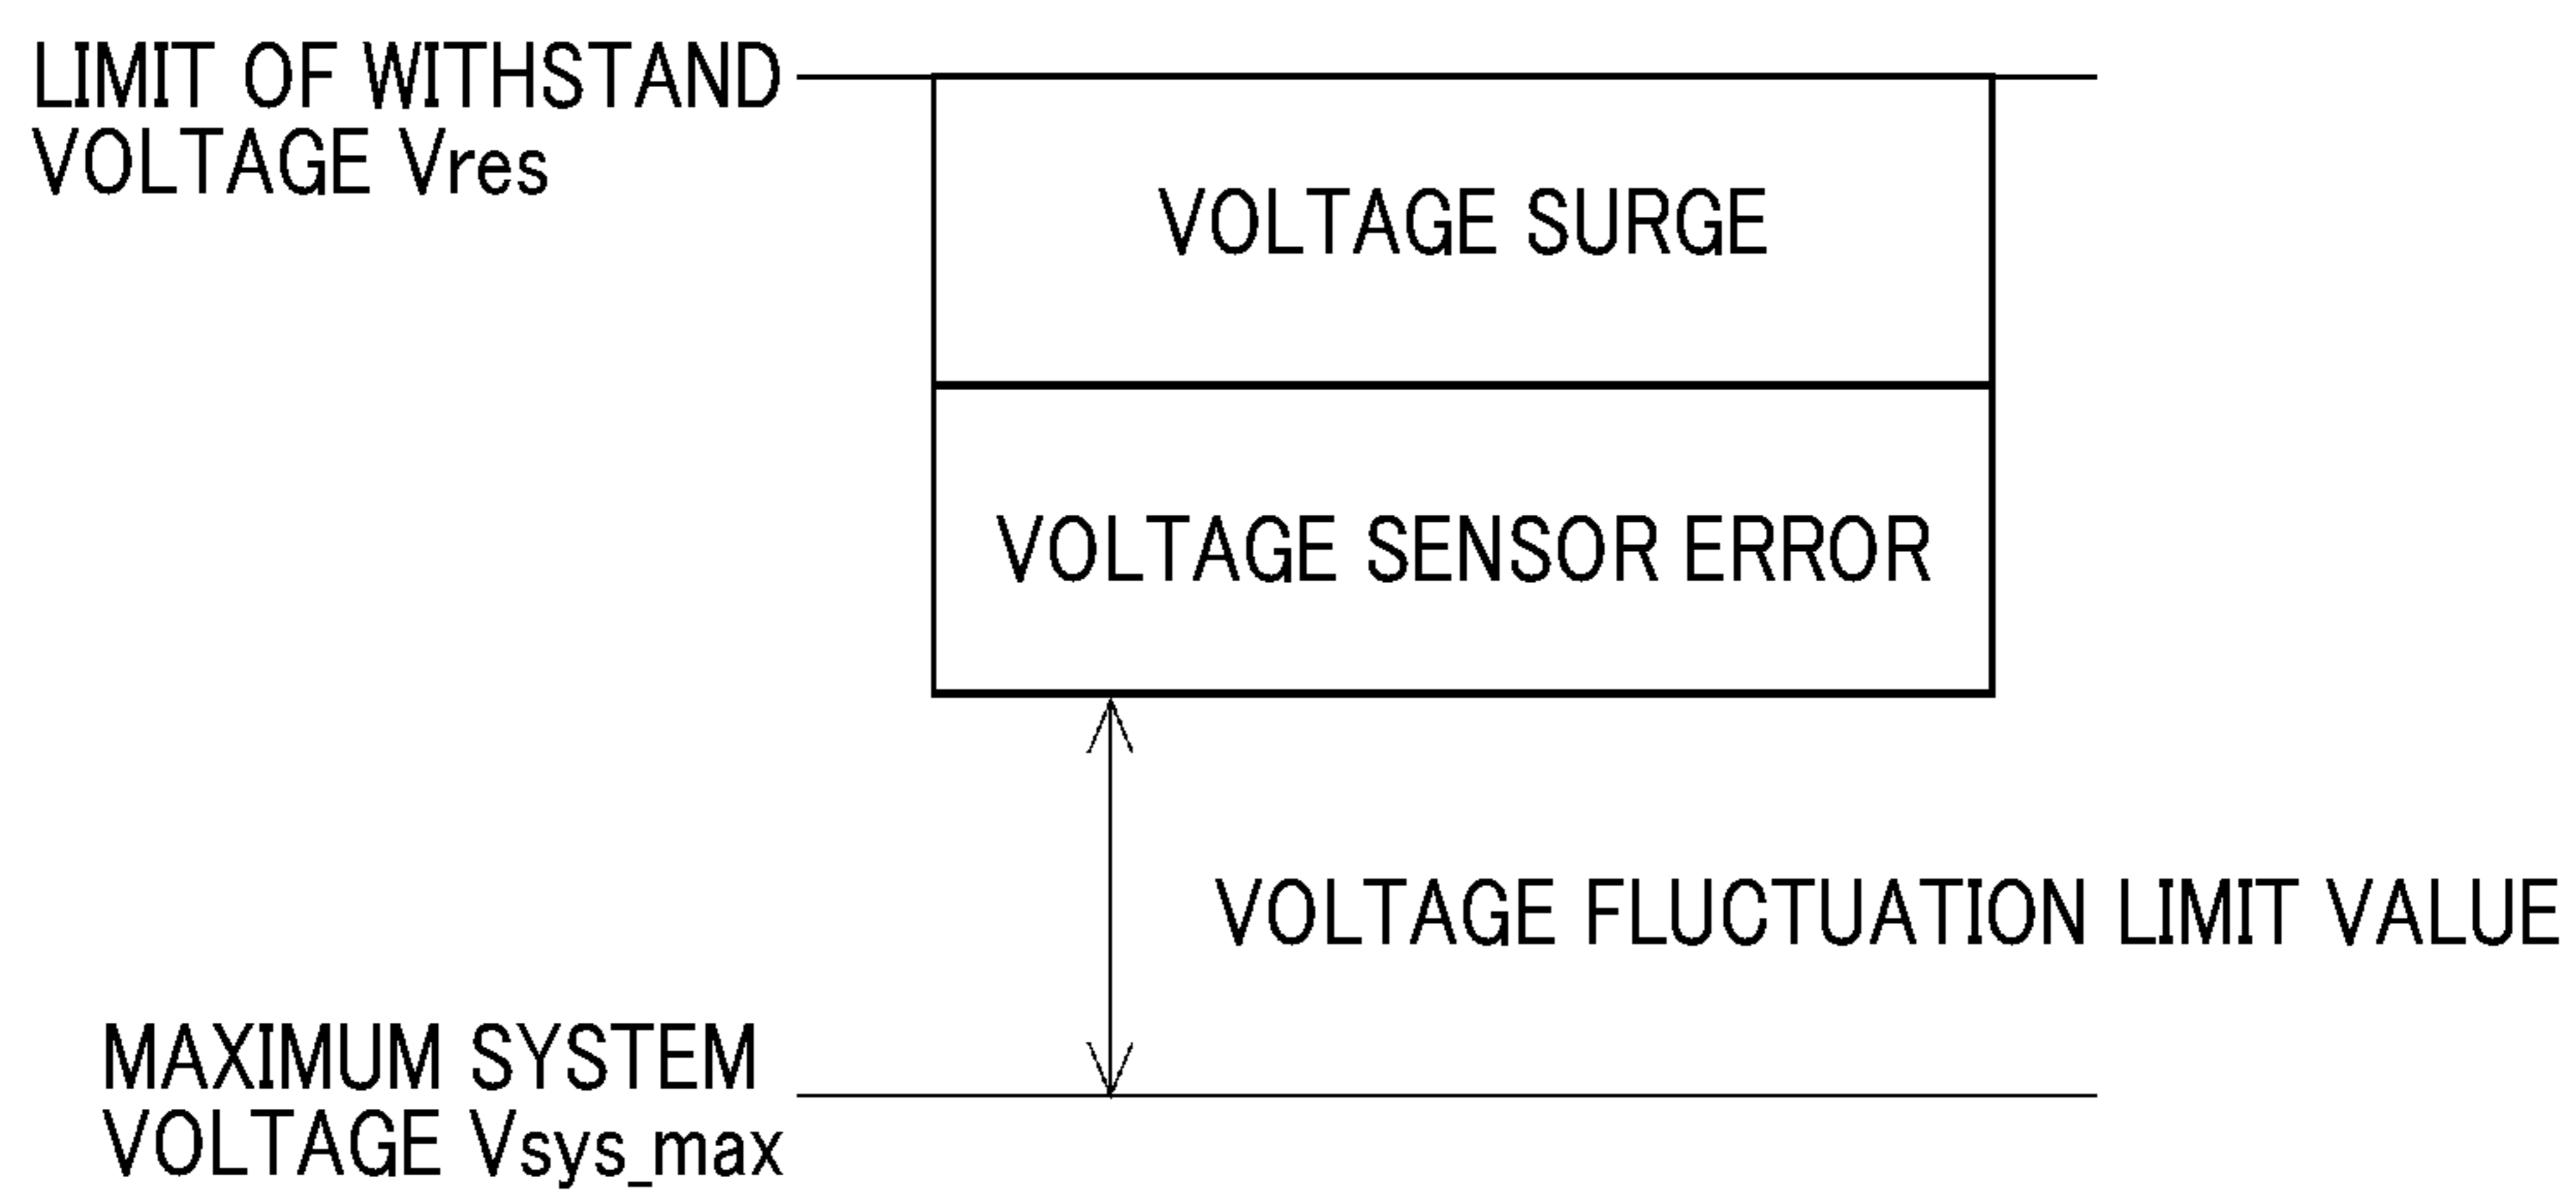 LIMIT OF WITHSTAND
VOLTAGE Vres
VOLTAGE SURGE
VOLTAGE SENSOR ERROR
VOLTAGE FLUCTUATION LIMIT VALUE
MAXIMUM SYSTEM
VOLTAGE Vsys_max